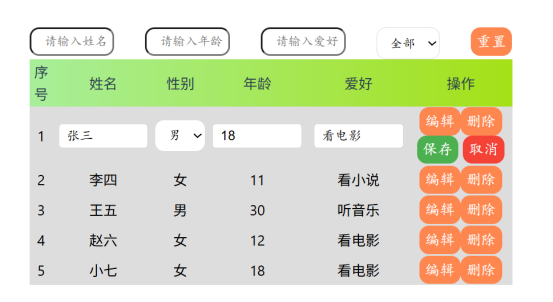 请输入姓名 请输入年龄 请输入爱好 全部 重置
序号 姓名 性别 年龄 爱好 操作
1 张三 男 18 看电影 编辑 删除
保存 取消
2 李四 女 11 看小说 编辑 删除
3 王五 男 30 听音乐 编辑 删除
4 赵六 女 12 看电影 编辑 删除
5 小七 女 18 看电影 编辑 删除